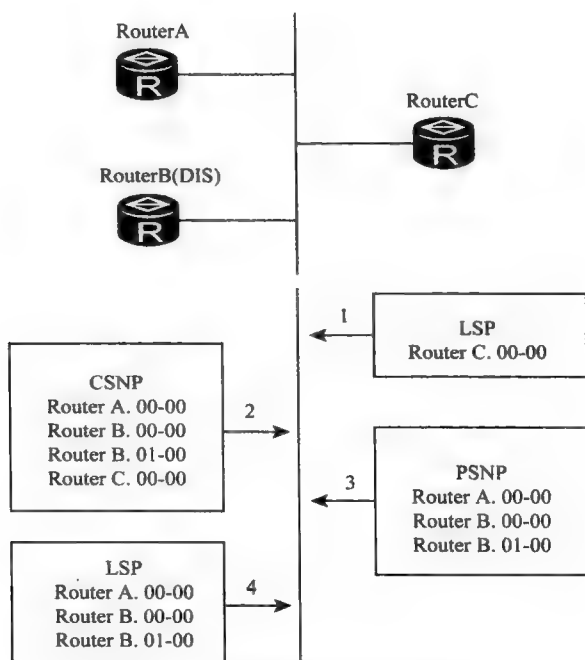 RouterA
R
RouterC
R
RouterB(DIS)
R
1
LSP
Router C. 00-00
CSNP
Router A. 00-00
Router B. 00-00
Router B. 01-00
Router C. 00-00
2
3
PSNP
Router A. 00-00
Router B. 00-00
Router B. 01-00
LSP
Router A. 00-00
Router B. 00-00
Router B. 01-00
4